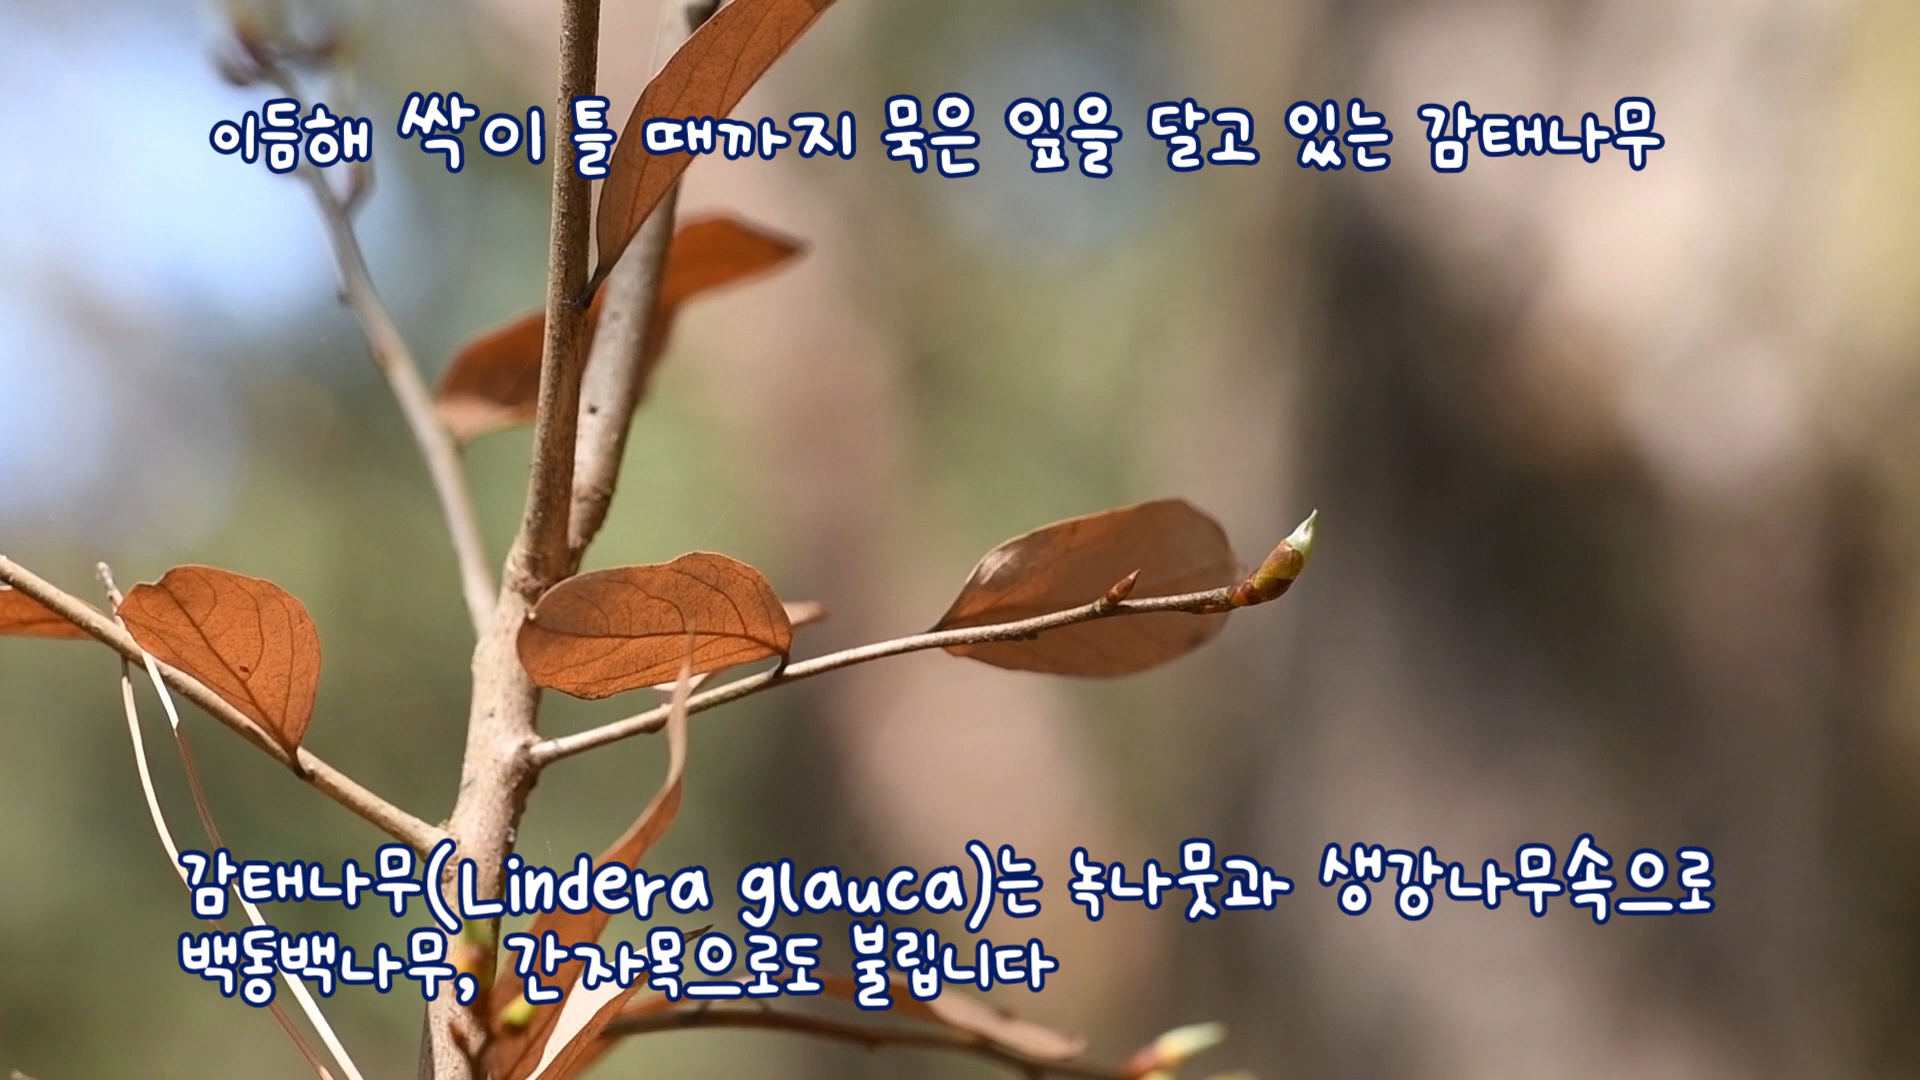 이듬해 싹이 틀 때까지 묵은 잎을 달고 있는 감태나무
감태나무(Lindera glauca)는 녹나뭇과 생강나무속으로
백동백나무, 간자목으로도 불립니다